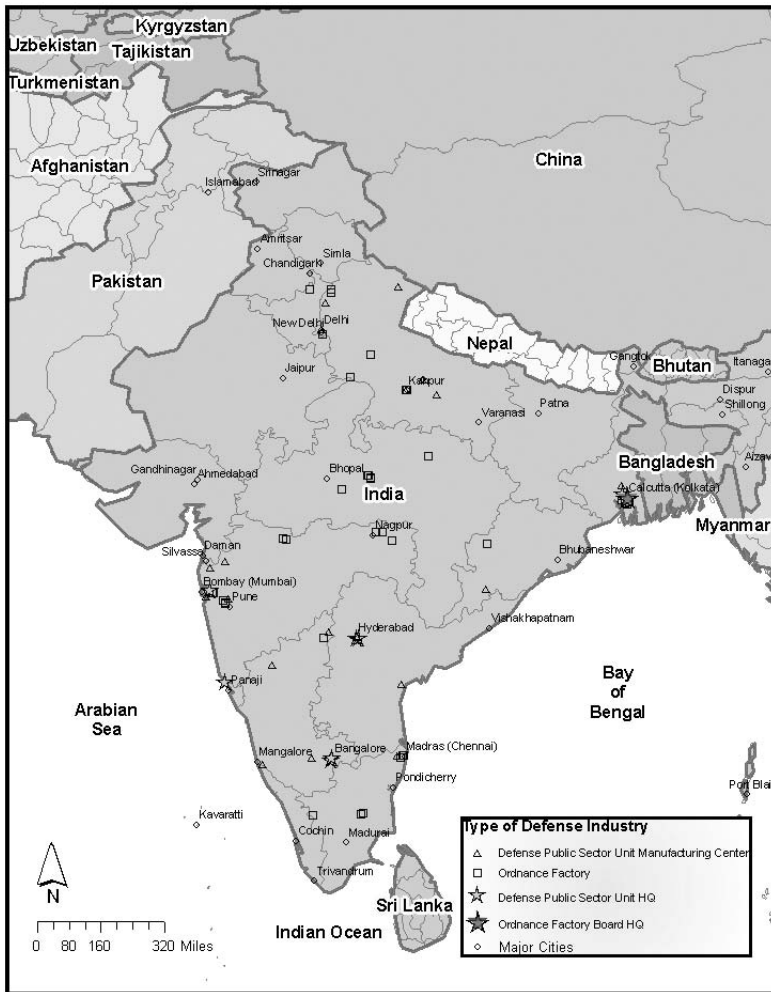 Kyrgyzstan
Uzbekistan
Tajikistan
Turkmenistan
Afghanistan
China
Srinagar
Islamabad
Amritsar
Simla
Chandigarh
Pakistan
New Delhi
Delhi
Nepal
Gangtok
Bhutan
Itanagar
Jaipur
Kanpur
Dispur
Shillong
Patna
Varanasi
Bangladesh
Aizav
Gandhinagar
Ahmedabad
Bhopal
India
Calcutta (Kolkata)
Myanmar
Nagpur
Daman
Silvassa
Bhubaneshwar
Bombay (Mumbai)
Pune
Hyderabad
Vishakhapatnam
Panaji
Arabian
Sea
Bay
of
Bengal
Mangalore
Bangalore
Madras (Chennai)
Pondicherry
Port Blai
Kavaratti
Cochin
Madurai
Trivandrum
Sri Lanka
Indian Ocean
N
0 80 160 320 Miles
Type of Defense Industry
Defense Public Sector Unit Manufacturing Center
Ordnance Factory
Defense Public Sector Unit HQ
Ordnance Factory Board HQ
Major Cities